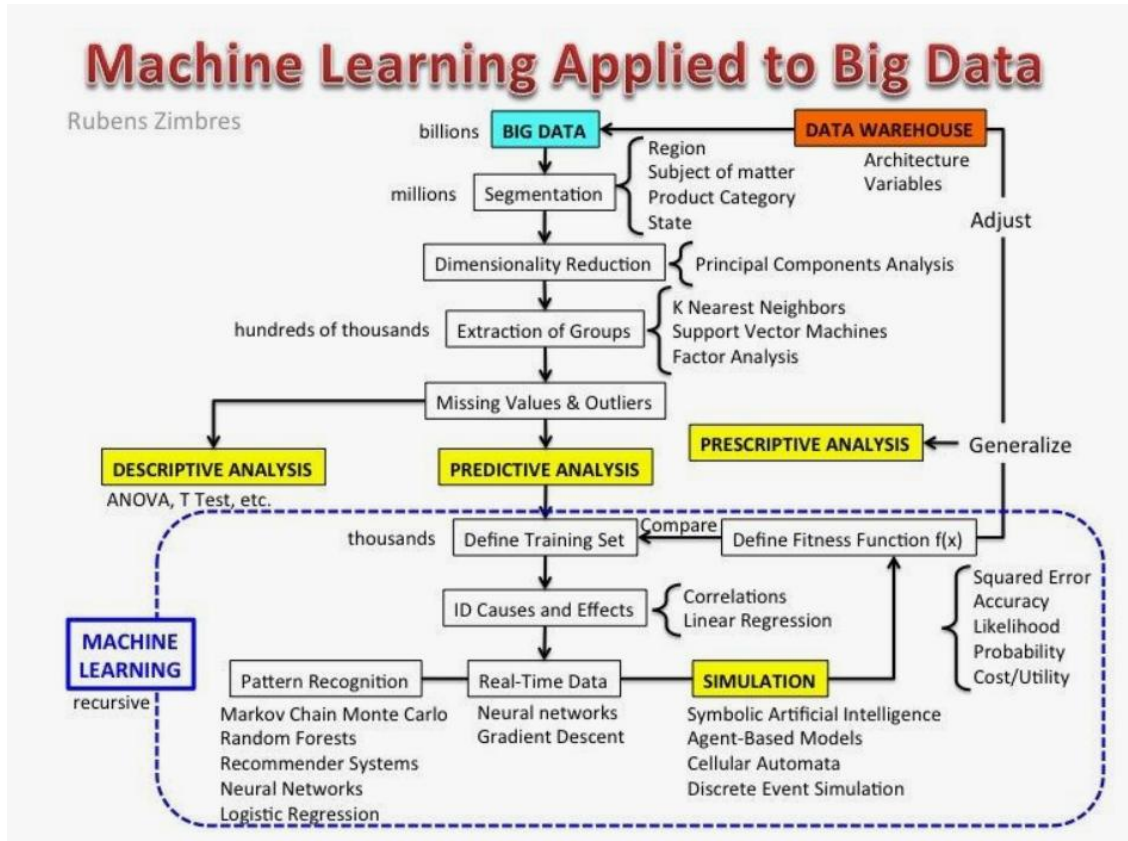 Machine Learning Applied to Big Data
Rubens Zimbres
billions
BIG DATA
DATA WAREHOUSE
Architecture
Variables
Region
Subject of matter
Product Category
State
millions
Segmentation
Adjust
Dimensionality Reduction
Principal Components Analysis
hundreds of thousands
Extraction of Groups
K Nearest Neighbors
Support Vector Machines
Factor Analysis
Missing Values & Outliers
DESCRIPTIVE ANALYSIS
ANOVA, T Test, etc.
PREDICTIVE ANALYSIS
PRESCRIPTIVE ANALYSIS
Generalize
thousands
Define Training Set
Compare
Define Fitness Function f(x)
Squared Error
Accuracy
Likelihood
Probability
Cost/Utility
ID Causes and Effects
Correlations
Linear Regression
MACHINE
LEARNING
recursive
Pattern Recognition
Markov Chain Monte Carlo
Random Forests
Recommender Systems
Neural Networks
Logistic Regression
Real-Time Data
Neural networks
Gradient Descent
SIMULATION
Symbolic Artificial Intelligence
Agent-Based Models
Cellular Automata
Discrete Event Simulation